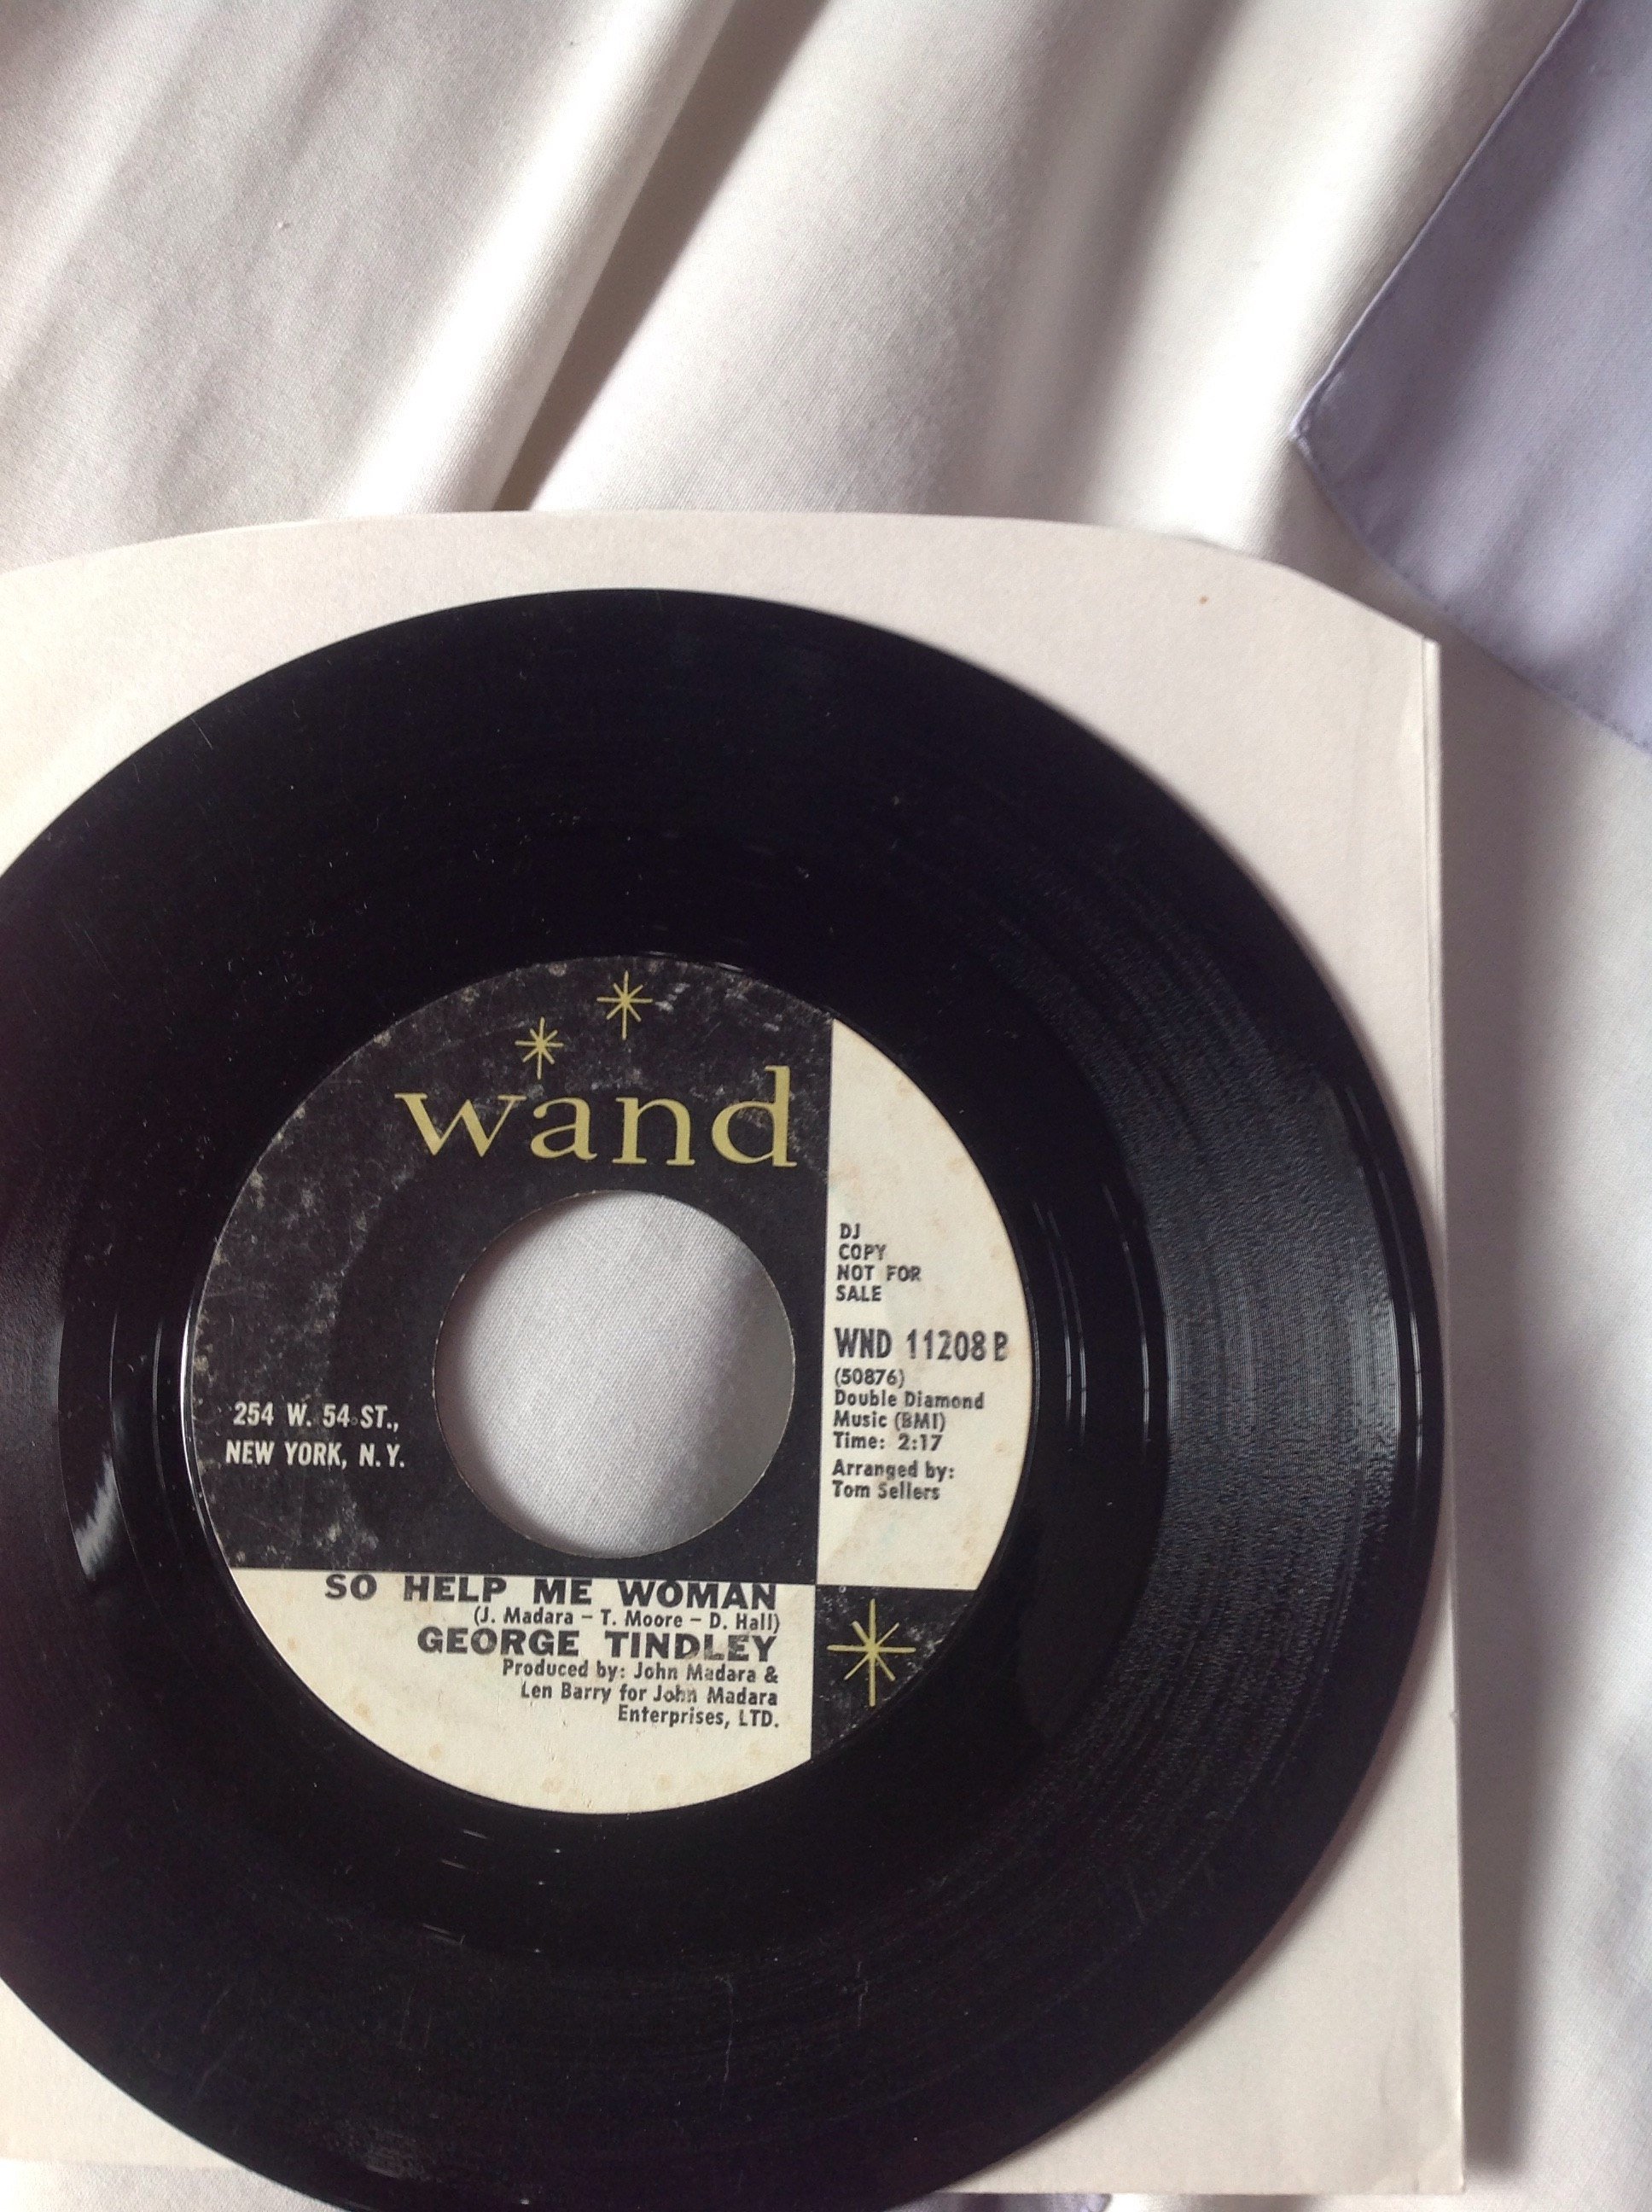 wand
DJ
COPY
NOT FOR
SALE
WND 11208 B
(50876)
Double Diamond
Music (BMI)
Time: 2:17
Arranged by:
Tom Sellers
254 W. 54 ST.,
NEW YORK, N.Y.
SO HELP ME WOMAN
(J. Madara – T. Moore – D. Hall)
GEORGE TINDLEY
Produced by: John Madara &
Len Barry for John Madara
Enterprises, LTD.